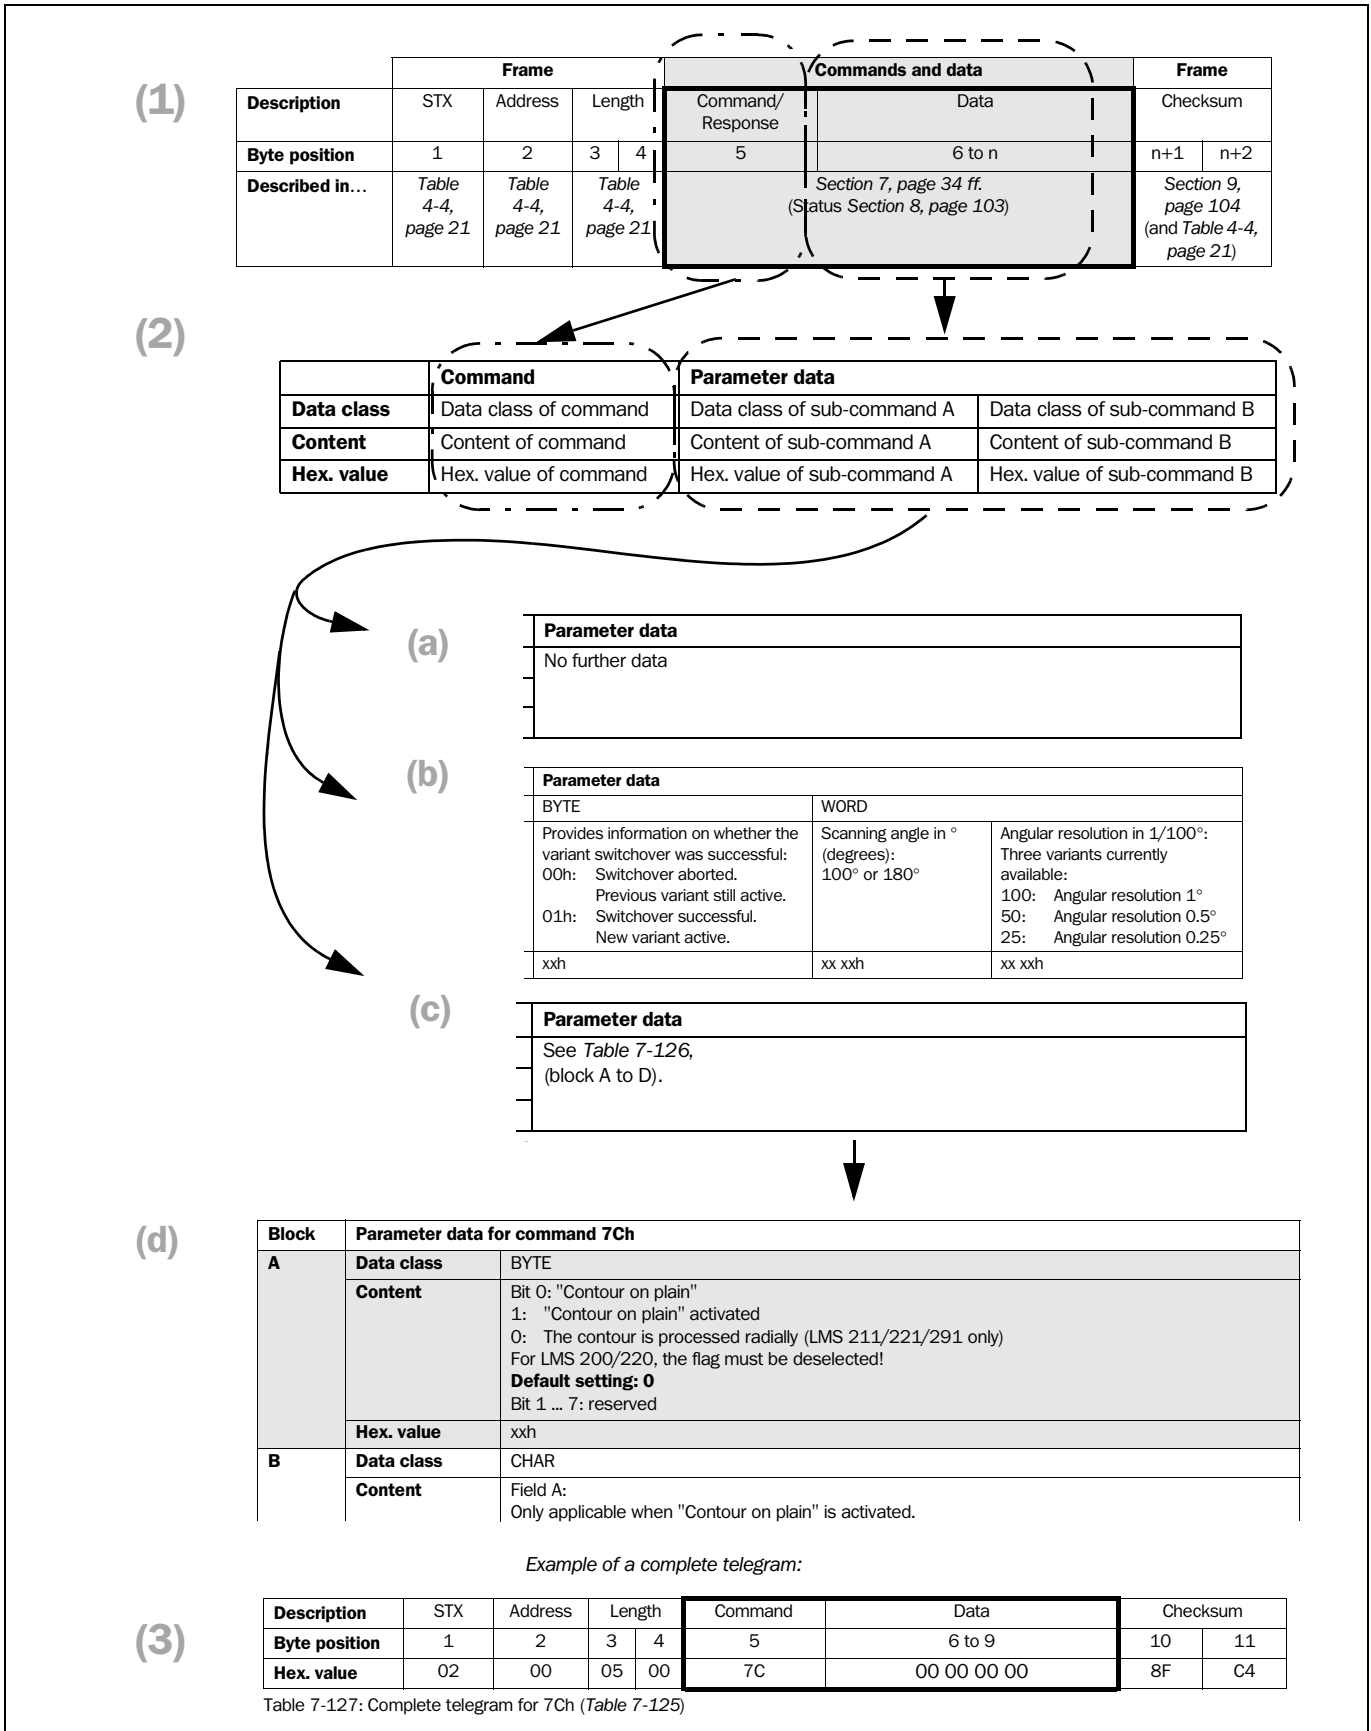 (1)
Frame Commands and data Frame
Description STX Address Length Command/ Response Data Checksum
Byte position 1 2 3 4 5 6 to n n+1 n+2
Described in... Table 4-4, page 21 Table 4-4, page 21 Table 4-4, page 21 Section 7, page 34 ff. (Status Section 8, page 103) Section 9, page 104 (and Table 4-4, page 21)
(2)
Command Parameter data
Data class Data class of command Data class of sub-command A Data class of sub-command B
Content Content of command Content of sub-command A Content of sub-command B
Hex. value Hex. value of command Hex. value of sub-command A Hex. value of sub-command B
(a)
Parameter data
No further data
(b)
Parameter data
BYTE WORD
Provides information on whether the
variant switchover was successful:
00h: Switchover aborted.
Previous variant still active.
01h: Switchover successful.
New variant active.
Scanning angle in °
(degrees):
100° or 180°
Angular resolution in 1/100°:
Three variants currently
available:
100: Angular resolution 1°
50: Angular resolution 0.5°
25: Angular resolution 0.25°
xxh xx xxh xx xxh
(c)
Parameter data
See Table 7-126,
(block A to D).
(d)
Block Parameter data for command 7Ch
A Data class BYTE
Content Bit 0: "Contour on plain"
1: "Contour on plain" activated
0: The contour is processed radially (LMS 211/221/291 only)
For LMS 200/220, the flag must be deselected!
Default setting: 0
Bit 1 ... 7: reserved
Hex. value xxh
B Data class CHAR
Content Field A:
Only applicable when "Contour on plain" is activated.
Example of a complete telegram:
(3)
Description STX Address Length Command Data Checksum
Byte position 1 2 3 4 5 6 to 9 10 11
Hex. value 02 00 05 00 7C 00 00 00 00 8F C4
Table 7-127: Complete telegram for 7Ch (Table 7-125)